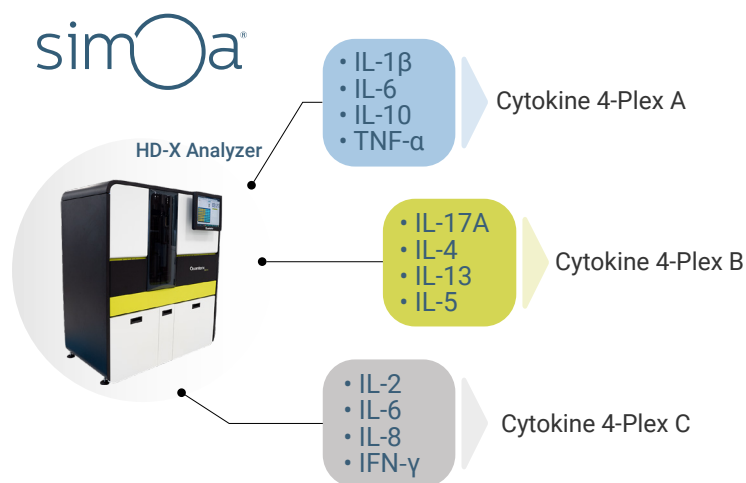 simoa®
HD-X Analyzer
• IL-1β
• IL-6
• IL-10
• TNF-α
Cytokine 4-Plex A
• IL-17A
• IL-4
• IL-13
• IL-5
Cytokine 4-Plex B
• IL-2
• IL-6
• IL-8
• IFN-γ
Cytokine 4-Plex C